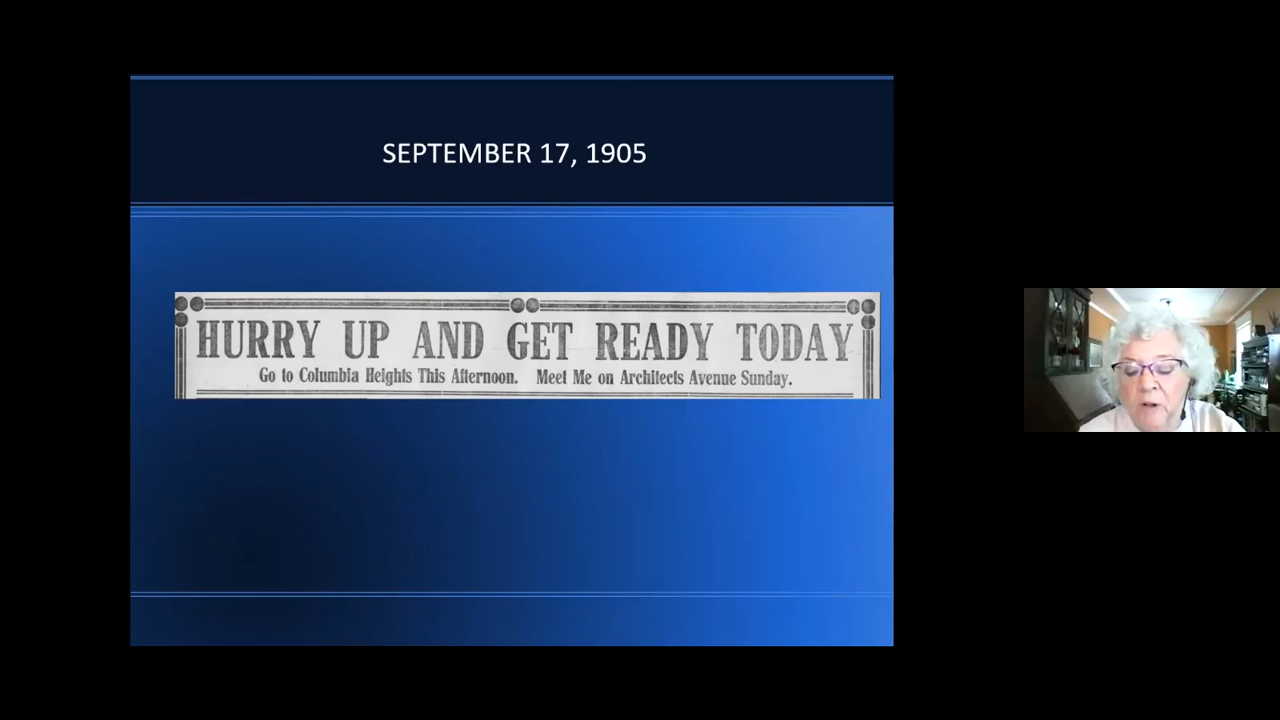 SEPTEMBER 17, 1905
HURRY UP AND GET READY TODAY
Go to Columbia Heights This Afternoon. Meet Me on Architects Avenue Sunday.